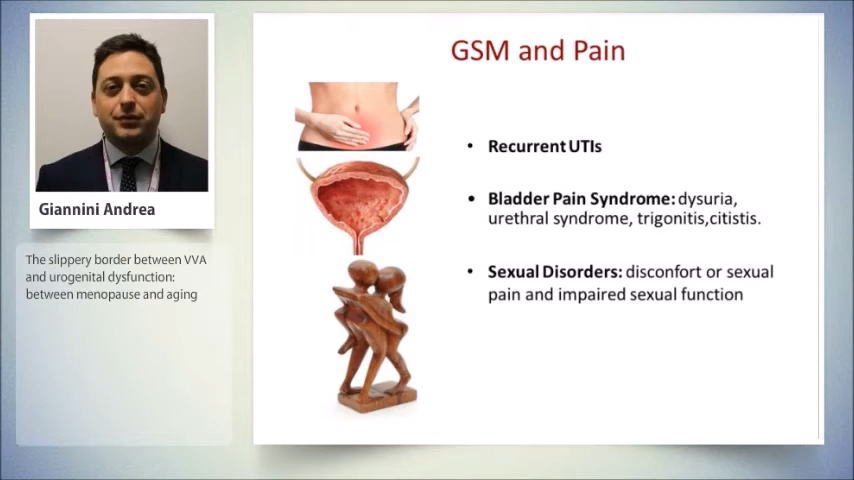 Giannini Andrea
The slippery border between VVA
and urogenital dysfunction:
between menopause and aging
GSM and Pain
• Recurrent UTIs
• Bladder Pain Syndrome: dysuria,
urethral syndrome, trigonitis,citistis.
• Sexual Disorders: disconfort or sexual
pain and impaired sexual function